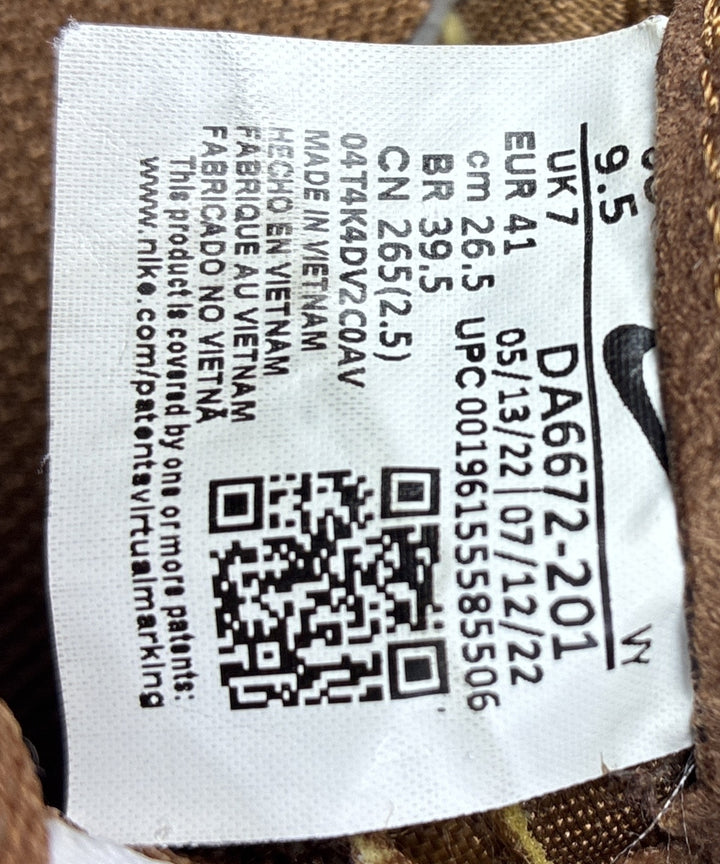 9.5
VY
UK 7
DA6672-201
EUR 41
05/13/22 | 07/12/22
cm 26.5
UPC 00196155585506
BR 39.5
CN 265(2.5)
04T4K4DV2C0AV
MADE IN VIETNAM
HECHO EN VIETNAM
FABRIQUE AU VIETNAM
FABRICADO NO VIETNÃ
This product is covered by one or more patents:
www.nike.com/patentsvirtualmarking